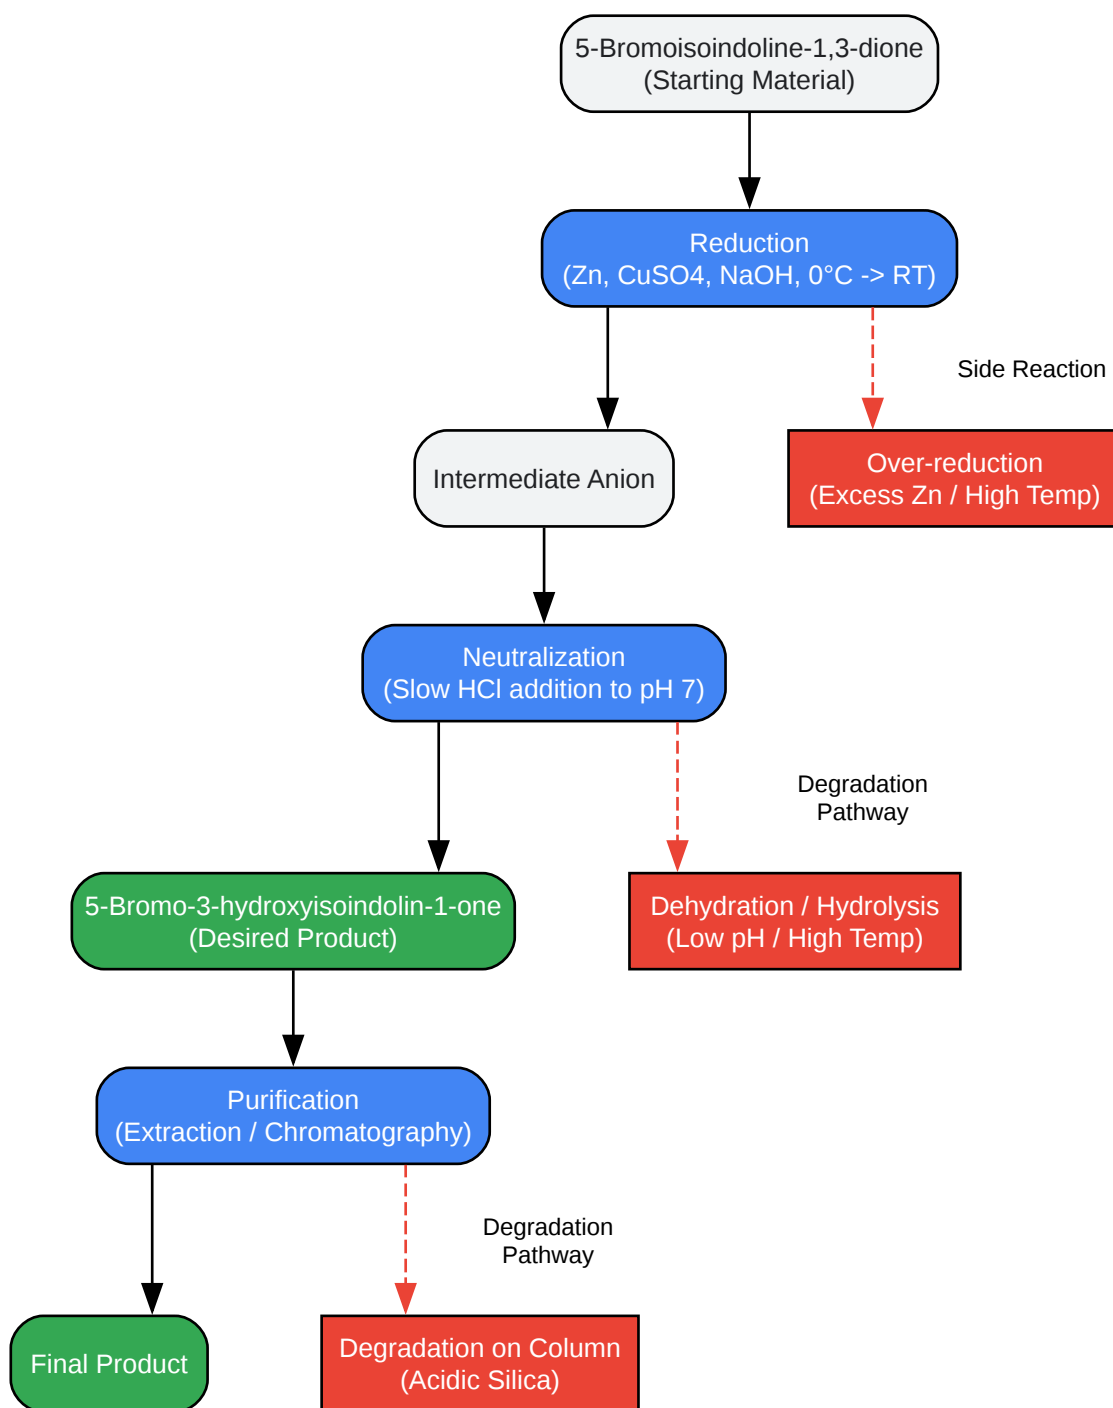 5-Bromoisoindoline-1,3-dione
(Starting Material)
Reduction
(Zn, CuSO4, NaOH, 0°C -> RT)
Side Reaction
Intermediate Anion
Over-reduction
(Excess Zn / High Temp)
Neutralization
(Slow HCl addition to pH 7)
Degradation
Pathway
5-Bromo-3-hydroxyisoindolin-1-one
(Desired Product)
Dehydration / Hydrolysis
(Low pH / High Temp)
Purification
(Extraction / Chromatography)
Degradation
Pathway
Final Product
Degradation on Column
(Acidic Silica)